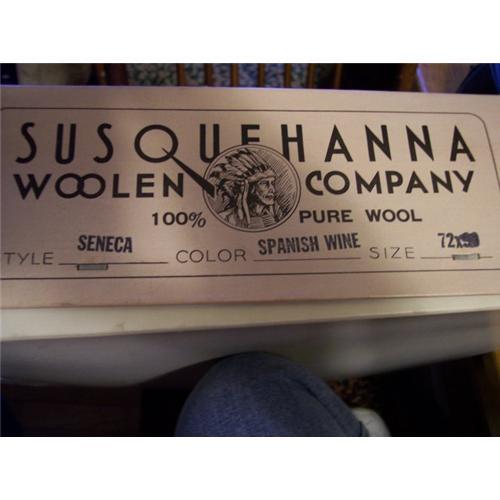 SUSQUEHANNA
WOOLEN COMPANY
100% PURE WOOL
TYLE SENECA COLOR SPANISH WINE SIZE 72x